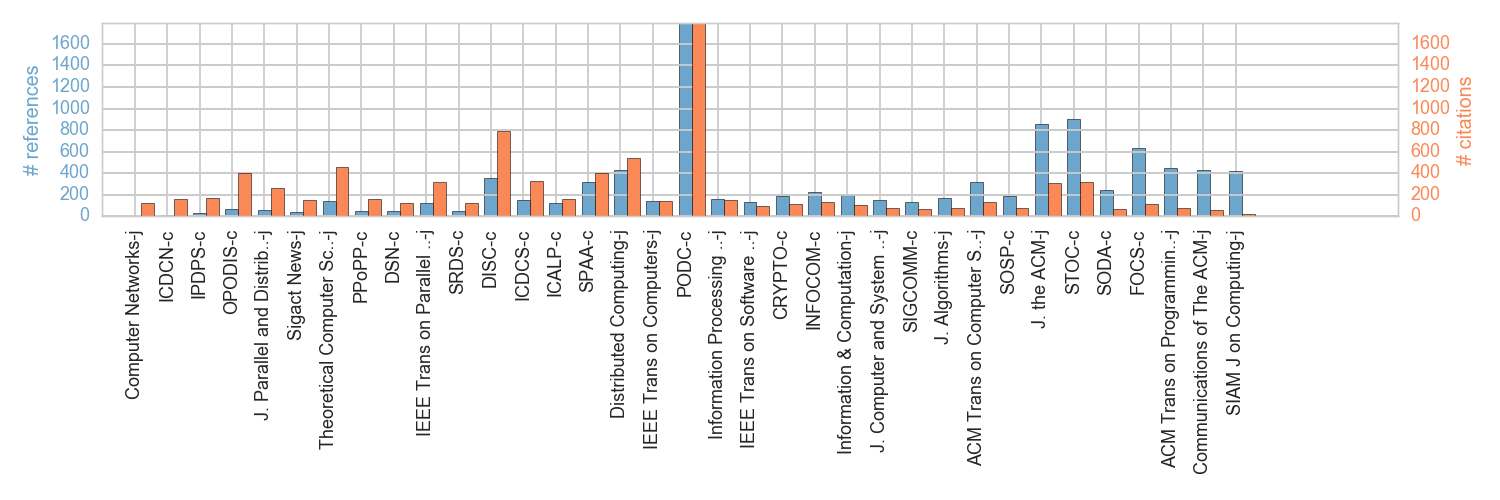 # references
1600
1400
1200
1000
800
600
400
200
0
1600
1400
1200
1000
800
600
400
200
0
# citations
Computer Networks-j
ICDCN-c
IPDPS-c
OPODIS-c
J. Parallel and Distrib..-j
Sigact News-j
Theoretical Computer Sc..-j
PPoPP-c
DSN-c
IEEE Trans on Parallel ..-j
SRDS-c
DISC-c
ICDCS-c
ICALP-c
SPAA-c
Distributed Computing-j
IEEE Trans on Computers-j
PODC-c
Information Processing ..-j
IEEE Trans on Software ..-j
CRYPTO-c
INFOCOM-c
Information & Computation-j
J. Computer and System ..-j
SIGCOMM-c
J. Algorithms-j
ACM Trans on Computer S..-j
SOSP-c
J. the ACM-j
STOC-c
SODA-c
FOCS-c
ACM Trans on Programmin..-j
Communications of The ACM-j
SIAM J on Computing-j